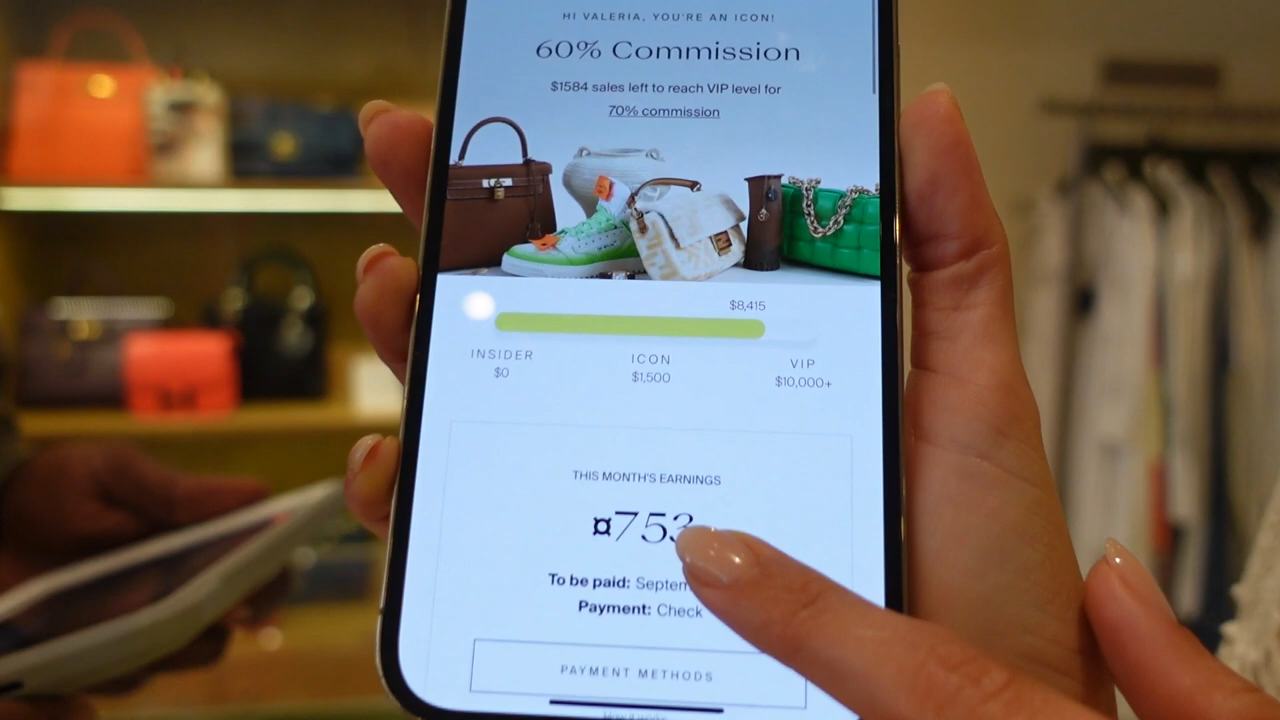 HI VALERIA, YOU'RE AN ICON!
60% Commission
$1584 sales left to reach VIP level for
70% commission
$8,415
INSIDER
$0
ICON
$1,500
VIP
$10,000+
THIS MONTH'S EARNINGS
¤753
To be paid: Septem
Payment: Check
PAYMENT METHODS